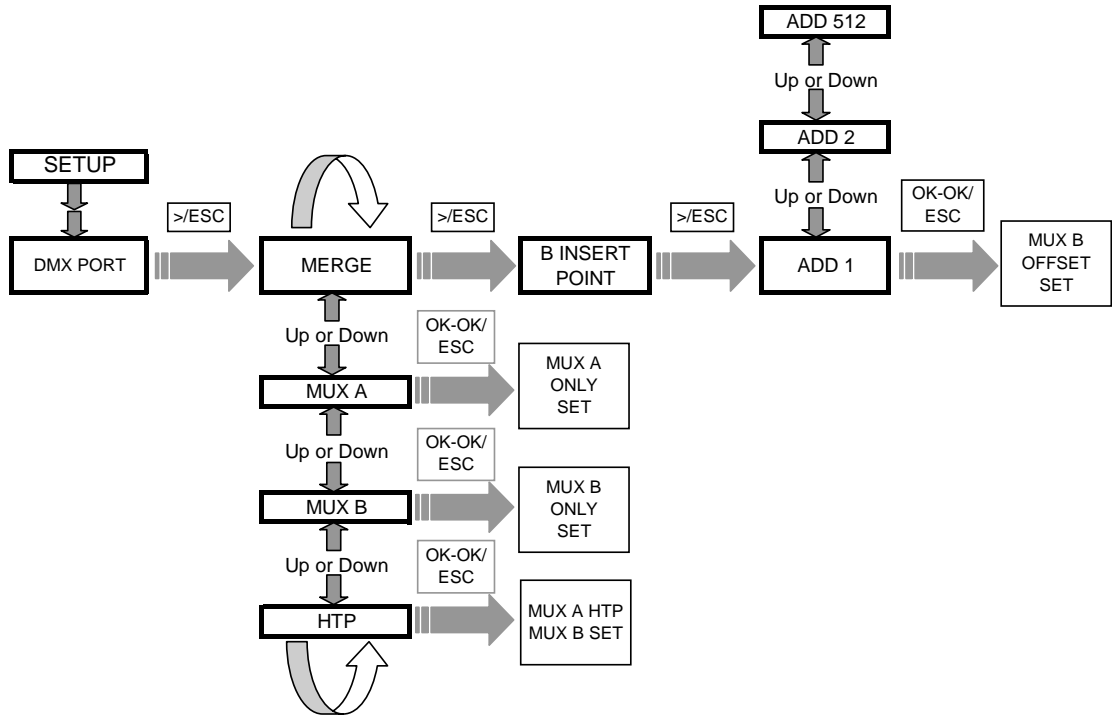 ADD 512
Up or Down
ADD 2
Up or Down
SETUP
DMX PORT
>/ESC
MERGE
>/ESC
B INSERT
POINT
>/ESC
ADD 1
OK-OK/
ESC
MUX B
OFFSET
SET
Up or Down
OK-OK/
ESC
MUX A
MUX A
ONLY
SET
Up or Down
OK-OK/
ESC
MUX B
MUX B
ONLY
SET
Up or Down
OK-OK/
ESC
HTP
MUX A HTP
MUX B SET